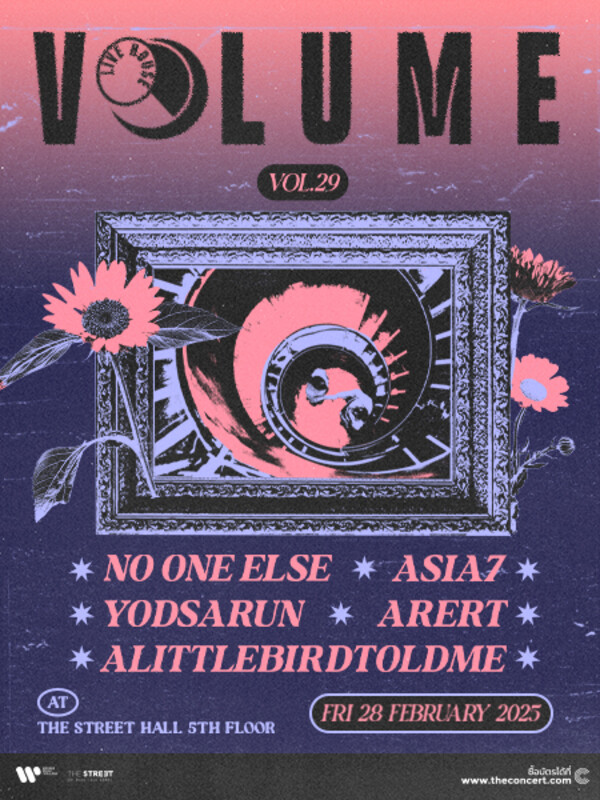 VOLUME
LIVE HOUSE
VOL.29
NO ONE ELSE ASIA7
YODSARUN ARERT
ALITTLEBIRDTOLDME
AT
THE STREET HALL 5TH FLOOR
FRI 28 FEBRUARY 2025
THE STREET
ซื้อบัตรได้ที่
www.theconcert.com